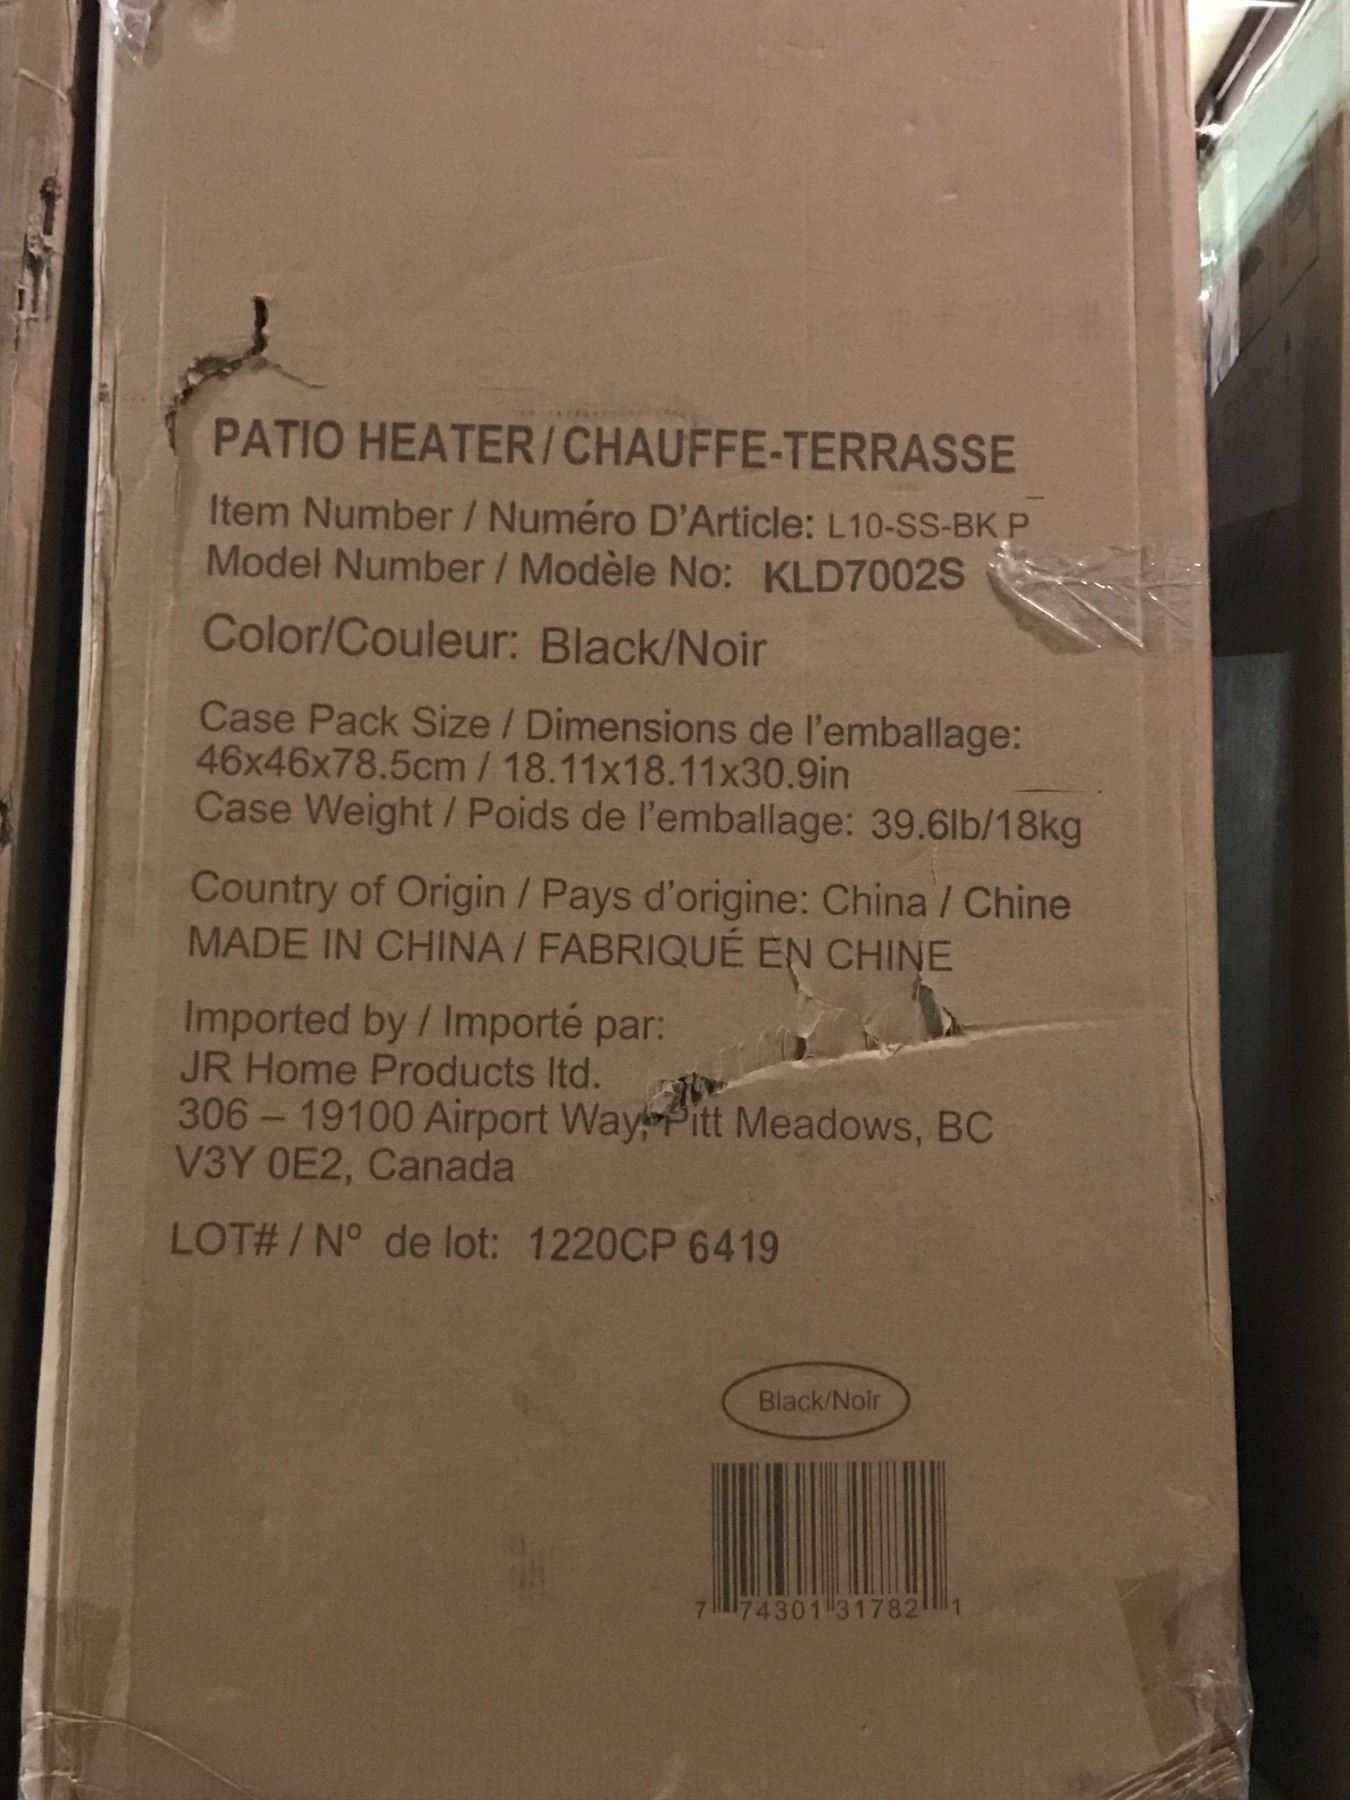 PATIO HEATER / CHAUFFE-TERRASSE
Item Number / Numéro D'Article: L10-SS-BK P
Model Number / Modèle No: KLD7002S
Color/Couleur: Black/Noir
Case Pack Size / Dimensions de l'emballage:
46x46x78.5cm / 18.11x18.11x30.9in
Case Weight / Poids de l'emballage: 39.6lb/18kg
Country of Origin / Pays d'origine: China / Chine
MADE IN CHINA / FABRIQUÉ EN CHINE
Imported by / Importé par:
JR Home Products ltd.
306 – 19100 Airport Way, Pitt Meadows, BC
V3Y 0E2, Canada
LOT# / Nº de lot: 1220CP 6419
Black/Noir
7 74301 31782 1